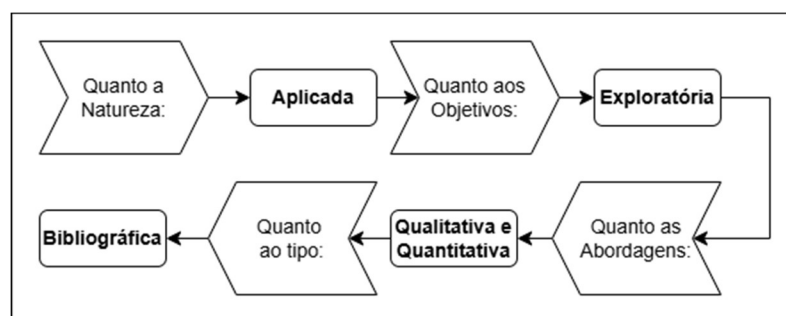 Quanto a
Natureza:
Aplicada
Quanto aos
Objetivos:
Exploratória
Quanto as
Abordagens:
Qualitativa e
Quantitativa
Quanto
ao tipo:
Bibliográfica